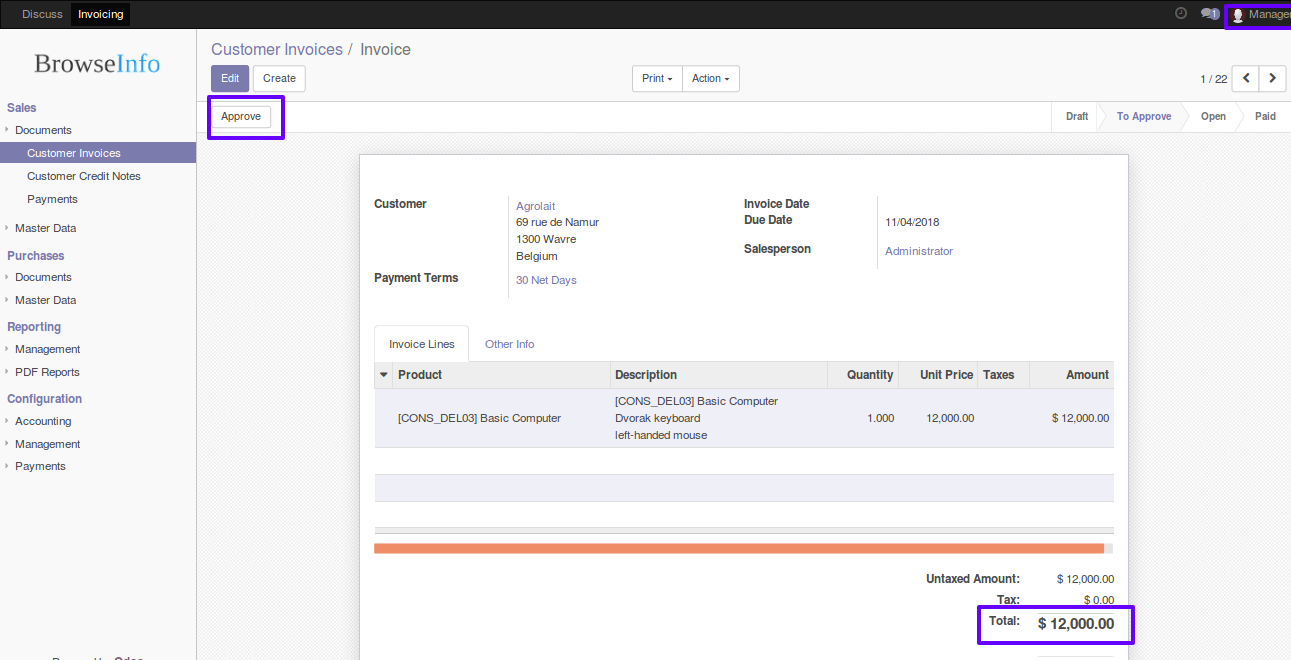 Discuss Invoicing 1 Manager
BrowseInfo
Customer Invoices / Invoice
Edit Create Print Action 1 / 22
Approve Draft To Approve Open Paid
Sales
Documents
Customer Invoices
Customer Credit Notes
Payments
Master Data
Purchases
Documents
Master Data
Reporting
Management
PDF Reports
Configuration
Accounting
Management
Payments
Customer Agrolait
69 rue de Namur
1300 Wavre
Belgium
Payment Terms 30 Net Days
Invoice Date
Due Date 11/04/2018
Salesperson Administrator
Invoice Lines Other Info
Product Description Quantity Unit Price Taxes Amount
[CONS_DEL03] Basic Computer [CONS_DEL03] Basic Computer 1.000 12,000.00 $ 12,000.00
Dvorak keyboard
left-handed mouse
Untaxed Amount: $ 12,000.00
Tax: $ 0.00
Total: $ 12,000.00